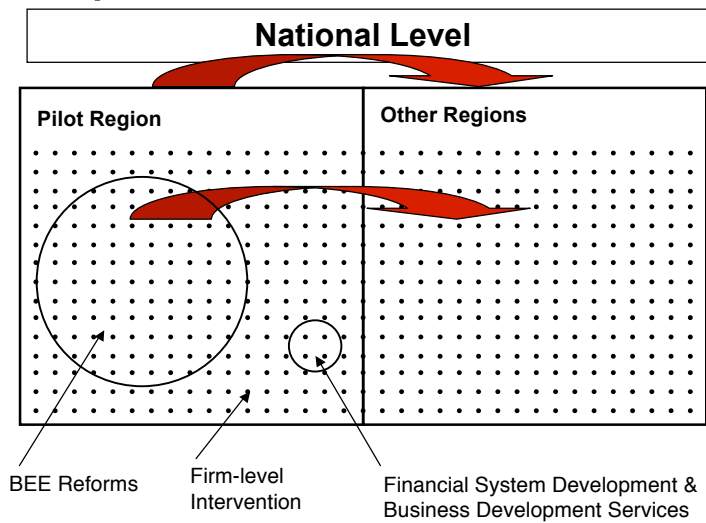 National Level
Pilot Region
Other Regions
BEE Reforms
Firm-level
Intervention
Financial System Development &
Business Development Services